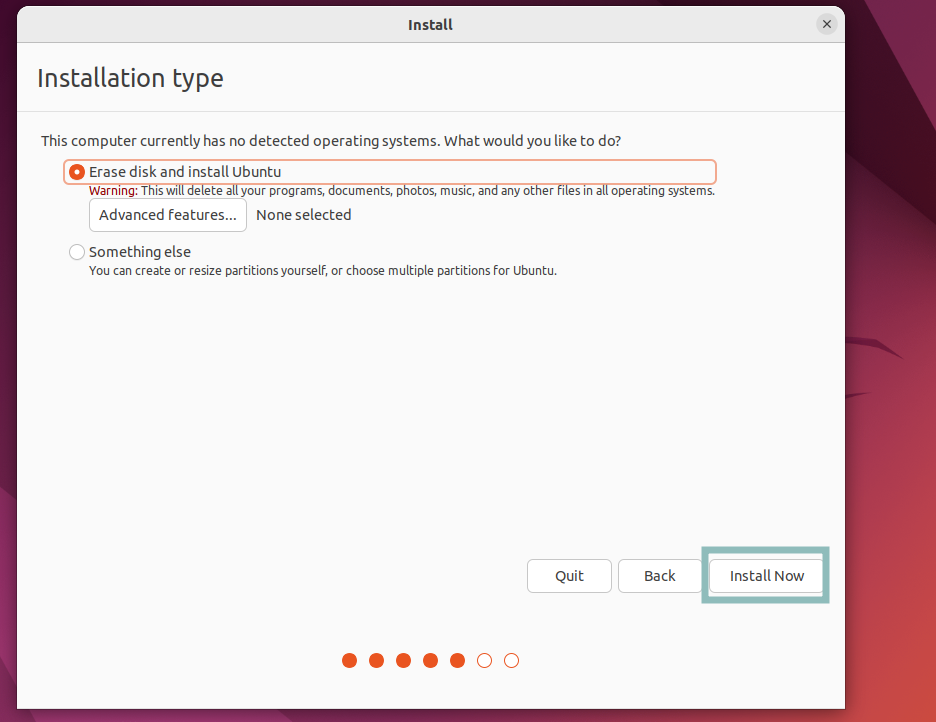 Install
Installation type
This computer currently has no detected operating systems. What would you like to do?
Erase disk and install Ubuntu
Warning: This will delete all your programs, documents, photos, music, and any other files in all operating systems.
Advanced features... None selected
Something else
You can create or resize partitions yourself, or choose multiple partitions for Ubuntu.
Quit Back Install Now